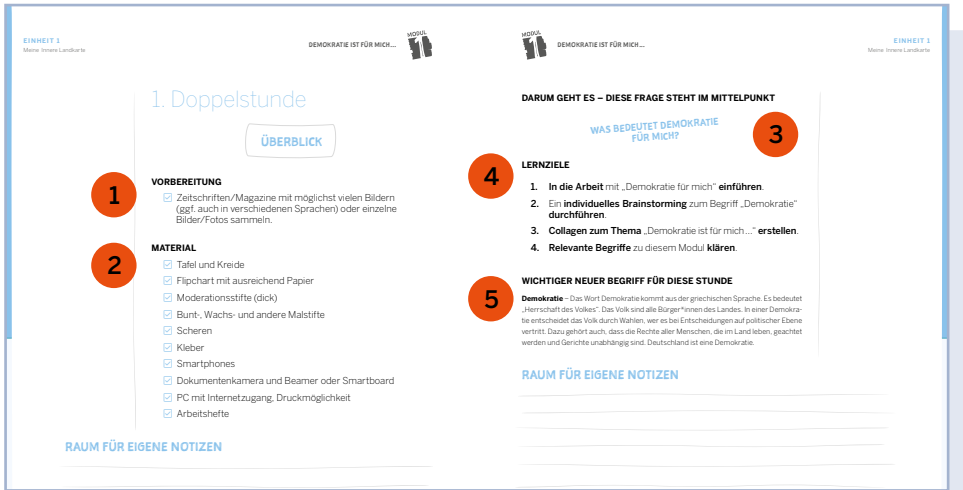 EINHEIT 1
Meine Innere Landkarte
DEMOKRATIE IST FÜR MICH...
MODUL
1
1. Doppelstunde
ÜBERBLICK
1
VORBEREITUNG
Zeitschriften/Magazine mit möglichst vielen Bildern
(ggf. auch in verschiedenen Sprachen) oder einzelne
Bilder/Fotos sammeln.
2
MATERIAL
Tafel und Kreide
Flipchart mit ausreichend Papier
Moderationsstifte (dick)
Bunt-, Wachs- und andere Malstifte
Scheren
Kleber
Smartphones
Dokumentenkamera und Beamer oder Smartboard
PC mit Internetzugang, Druckmöglichkeit
Arbeitshefte
RAUM FÜR EIGENE NOTIZEN
MODUL
1
DEMOKRATIE IST FÜR MICH...
EINHEIT 1
Meine Innere Landkarte
DARUM GEHT ES – DIESE FRAGE STEHT IM MITTELPUNKT
WAS BEDEUTET DEMOKRATIE
FÜR MICH?
3
4
LERNZIELE
1. In die Arbeit mit „Demokratie für mich" einführen.
2. Ein individuelles Brainstorming zum Begriff „Demokratie"
durchführen.
3. Collagen zum Thema „Demokratie ist für mich..." erstellen.
4. Relevante Begriffe zu diesem Modul klären.
5
WICHTIGER NEUER BEGRIFF FÜR DIESE STUNDE
Demokratie – Das Wort Demokratie kommt aus der griechischen Sprache. Es bedeutet
„Herrschaft des Volkes". Das Volk sind alle Bürger*innen des Landes. In einer Demokra-
tie entscheidet das Volk durch Wahlen, wer es bei Entscheidungen auf politischer Ebene
vertritt. Dazu gehört auch, dass die Rechte aller Menschen, die im Land leben, geachtet
werden und Gerichte unabhängig sind. Deutschland ist eine Demokratie.
RAUM FÜR EIGENE NOTIZEN